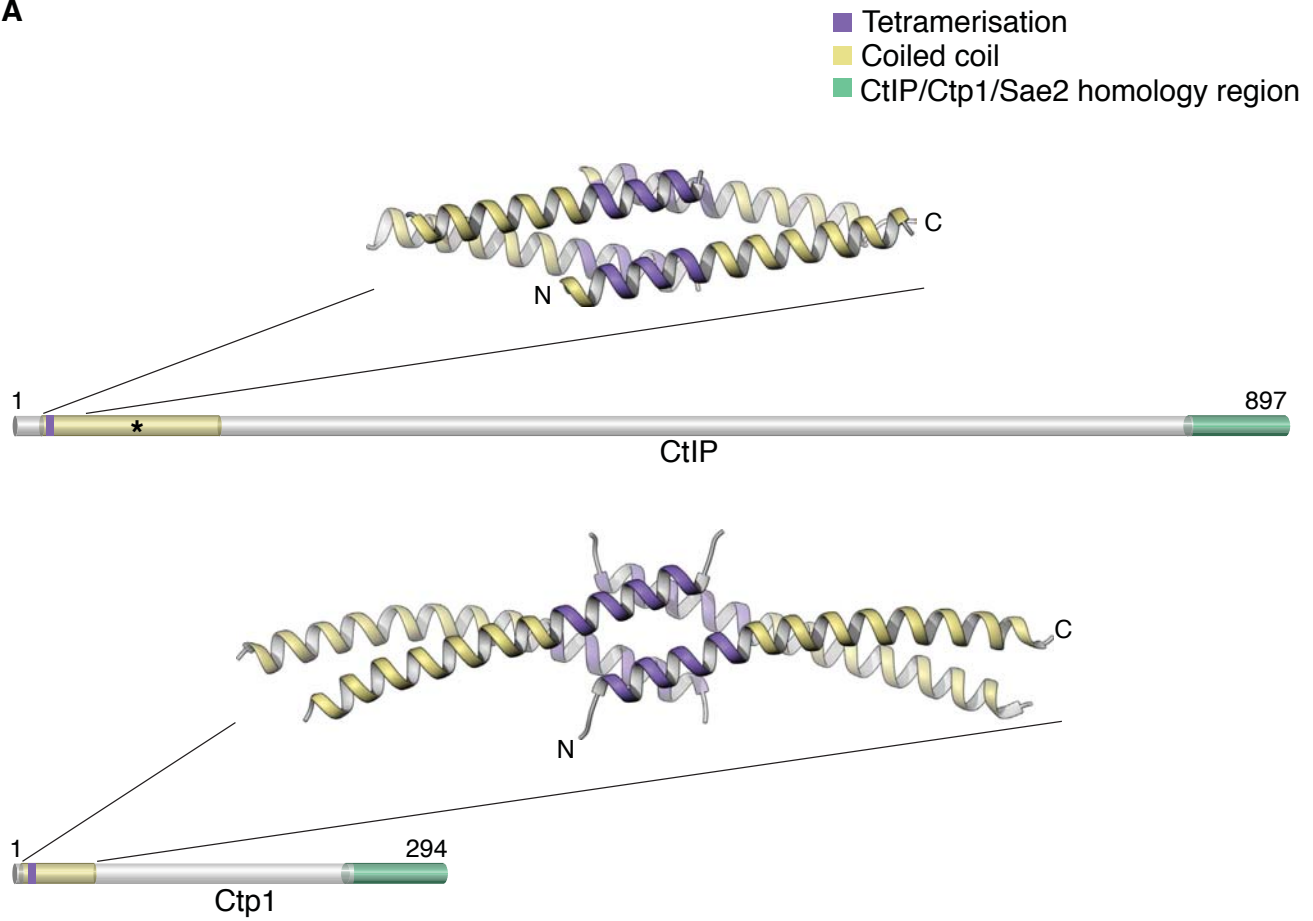 A
Tetramerisation
Coiled coil
CtIP/Ctp1/Sae2 homology region
C
N
1
897
*
CtIP
C
N
1
294
Ctp1